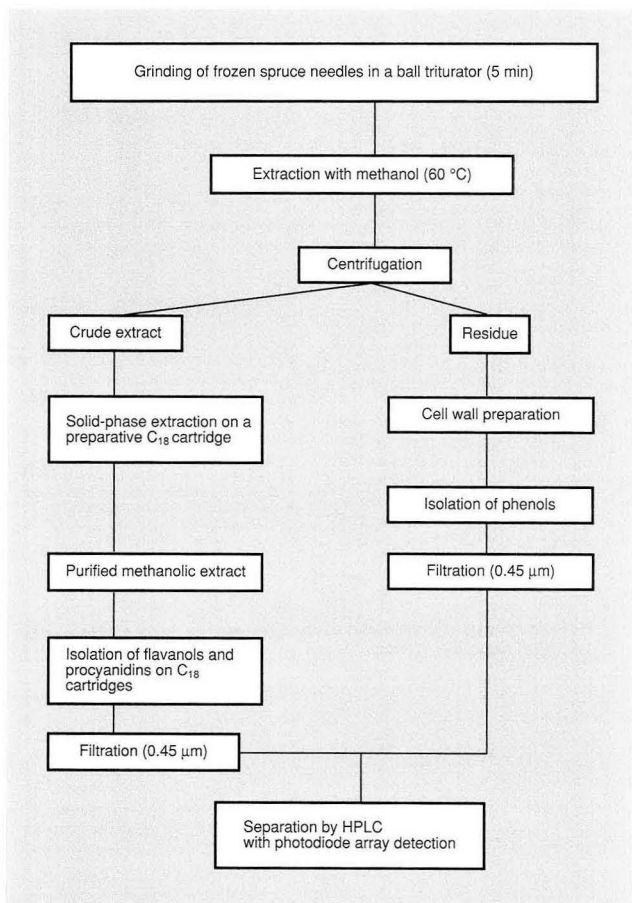 Grinding of frozen spruce needles in a ball triturator (5 min)
Extraction with methanol (60 °C)
Centrifugation
Crude extract
Residue
Solid-phase extraction on a
preparative C₁₈ cartridge
Cell wall preparation
Isolation of phenols
Purified methanolic extract
Filtration (0.45 μm)
Isolation of flavanols and
procyanidins on C₁₈
cartridges
Filtration (0.45 μm)
Separation by HPLC
with photodiode array detection